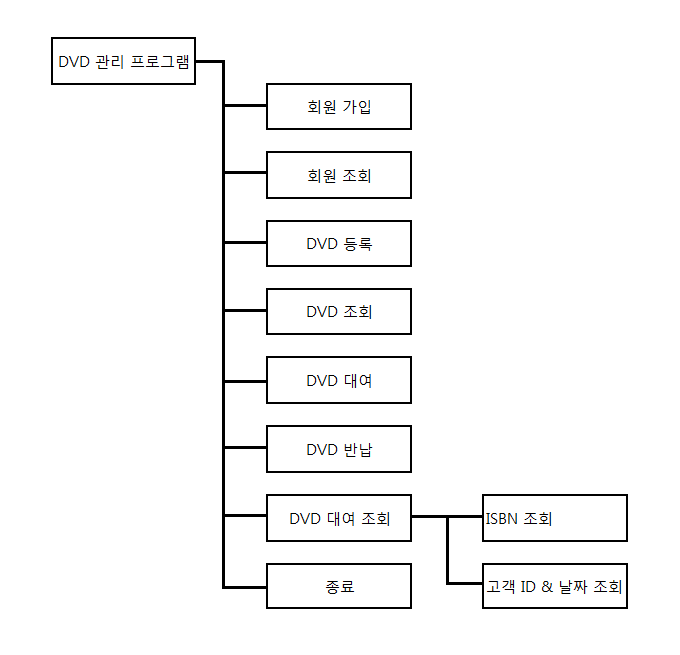 DVD 관리 프로그램
회원 가입
회원 조회
DVD 등록
DVD 조회
DVD 대여
DVD 반납
DVD 대여 조회
ISBN 조회
종료
고객 ID & 날짜 조회